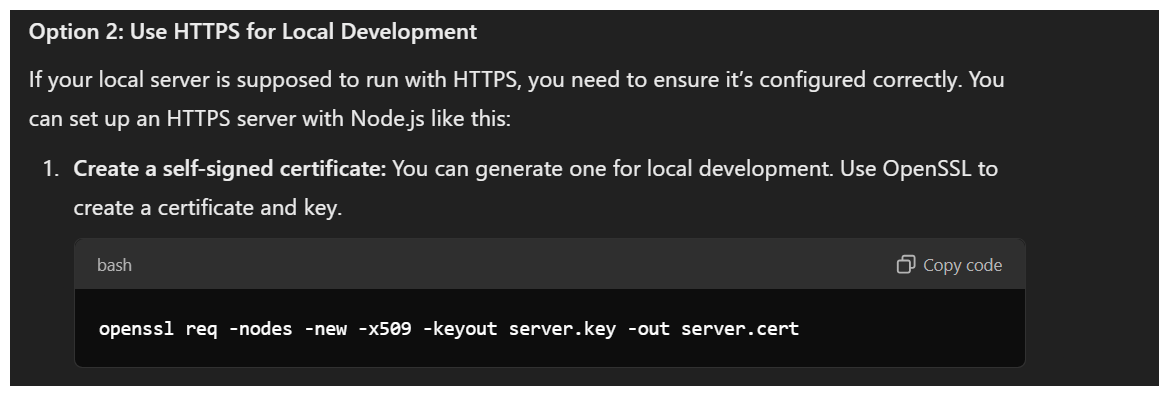 Option 2: Use HTTPS for Local Development
If your local server is supposed to run with HTTPS, you need to ensure it’s configured correctly. You
can set up an HTTPS server with Node.js like this:
1. Create a self-signed certificate: You can generate one for local development. Use OpenSSL to
create a certificate and key.
bash Copy code
openssl req -nodes -new -x509 -keyout server.key -out server.cert